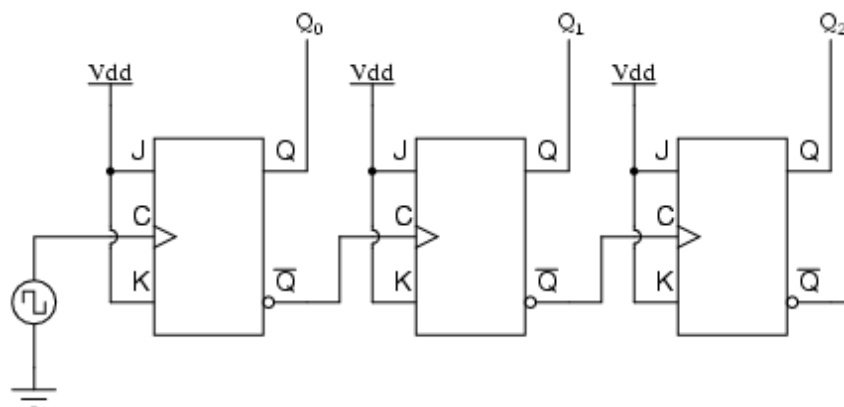 Q₀ Q₁ Q₂
Vdd Vdd Vdd
J Q J Q J Q
C C C
K Q̅ K Q̅ K Q̅